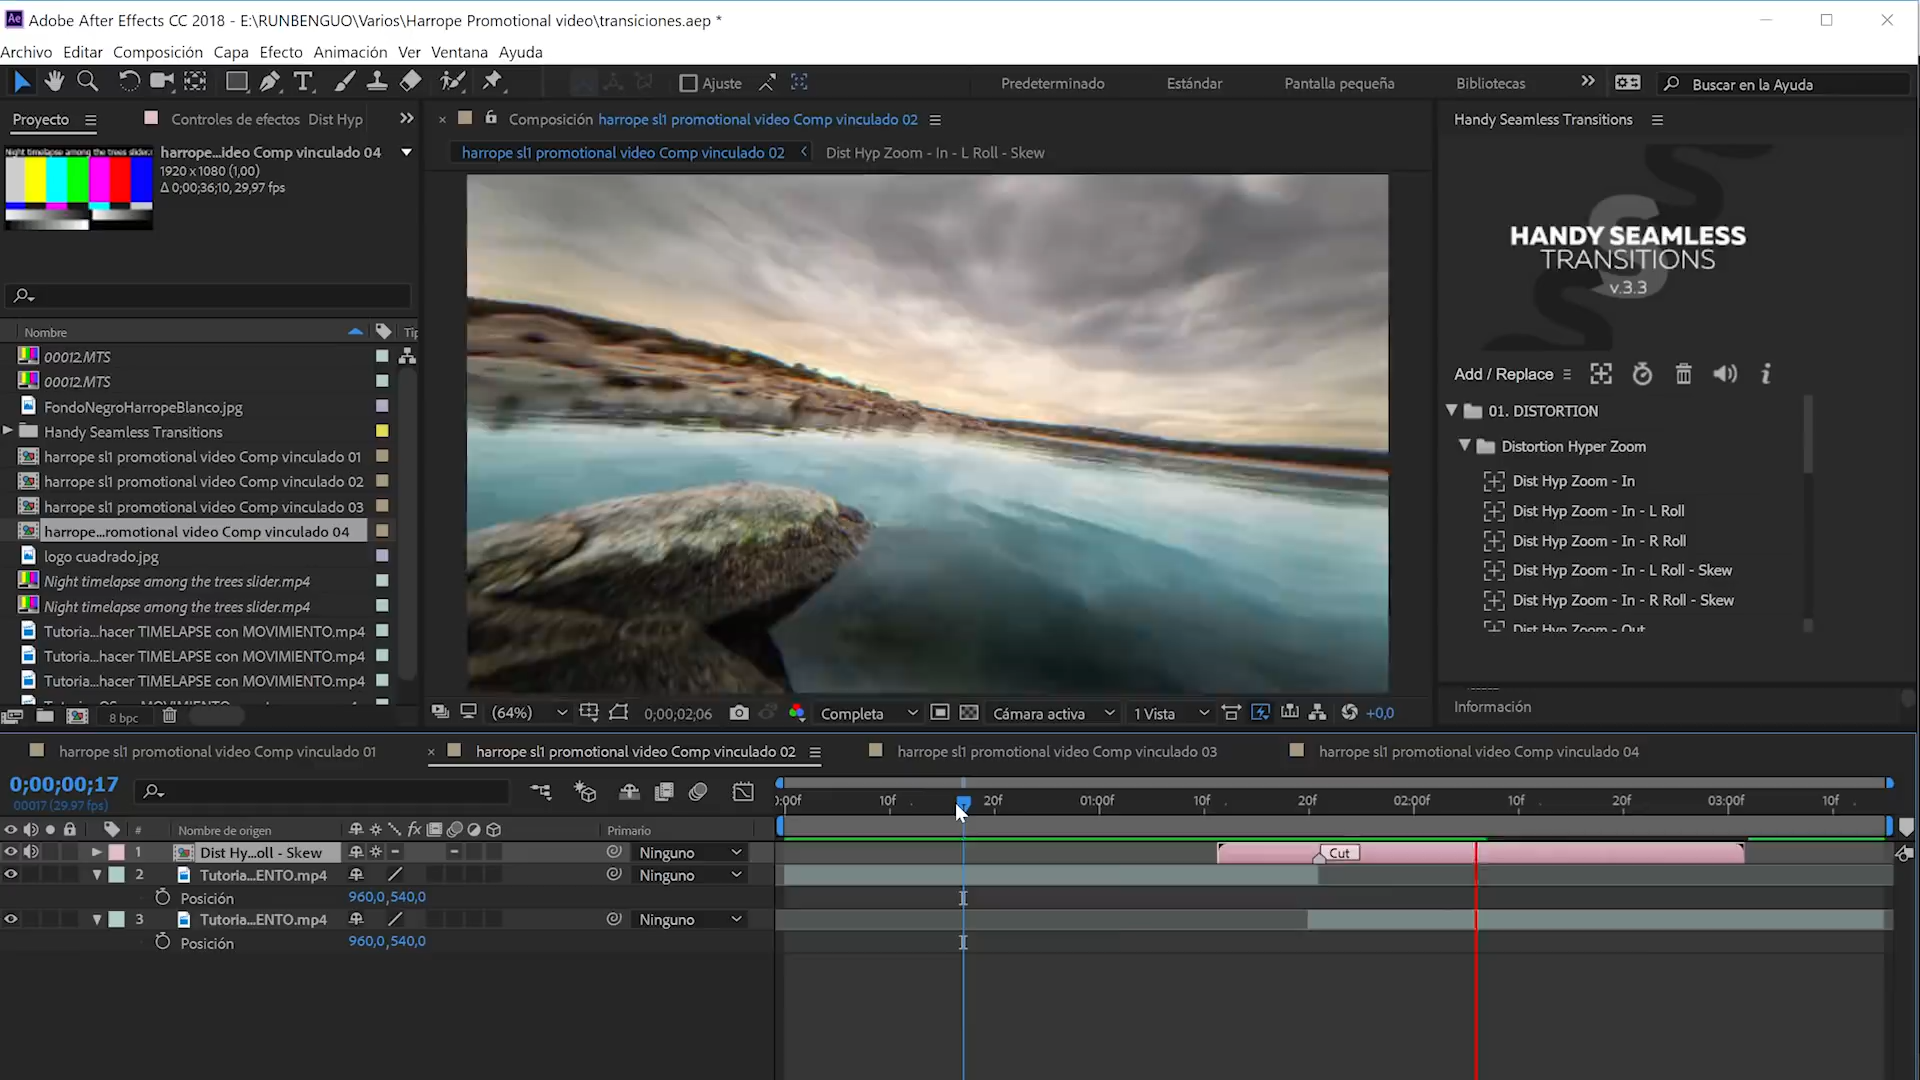 Adobe After Effects CC 2018 - E:\RUNBENGUO\Varios\Harrope Promotional video\transiciones.aep *
Archivo Editar Composición Capa Efecto Animación Ver Ventana Ayuda
Ajuste Predeterminado Estándar Pantalla pequeña Bibliotecas Buscar en la Ayuda
Proyecto Controles de efectos Dist Hyp Composición harrope sl1 promotional video Comp vinculado 02 Handy Seamless Transitions
harrope...ideo Comp vinculado 04
1920 x 1080 (1,00)
Δ 0;00;36;10, 29,97 fps
harrope sl1 promotional video Comp vinculado 02 Dist Hyp Zoom - In - L Roll - Skew
HANDY SEAMLESS
TRANSITIONS
v.3.3
Nombre
00012.MTS
00012.MTS
FondoNegroHarropeBlanco.jpg
Handy Seamless Transitions
harrope sl1 promotional video Comp vinculado 01
harrope sl1 promotional video Comp vinculado 02
harrope sl1 promotional video Comp vinculado 03
harrope...romotional video Comp vinculado 04
logo cuadrado.jpg
Night timelapse among the trees slider.mp4
Night timelapse among the trees slider.mp4
Tutoria...hacer TIMELAPSE con MOVIMIENTO.mp4
Tutoria...hacer TIMELAPSE con MOVIMIENTO.mp4
Tutoria...hacer TIMELAPSE con MOVIMIENTO.mp4
8 bpc
Add / Replace
01. DISTORTION
Distortion Hyper Zoom
Dist Hyp Zoom - In
Dist Hyp Zoom - In - L Roll
Dist Hyp Zoom - In - R Roll
Dist Hyp Zoom - In - L Roll - Skew
Dist Hyp Zoom - In - R Roll - Skew
Dist Hyp Zoom - Out
Información
(64%) 0;00;02;06 Completa Cámara activa 1 Vista +0,0
harrope sl1 promotional video Comp vinculado 01 harrope sl1 promotional video Comp vinculado 02 harrope sl1 promotional video Comp vinculado 03 harrope sl1 promotional video Comp vinculado 04
0;00;00;17
00017 (29.97 fps)
:00f 10f 20f 01:00f 10f 20f 02:00f 10f 20f 03:00f 10f
# Nombre de origen fx Primario
1 Dist Hy...oll - Skew Ninguno Cut
2 Tutoria...ENTO.mp4 Ninguno
Posición 960,0,540,0
3 Tutoria...ENTO.mp4 Ninguno
Posición 960,0,540,0